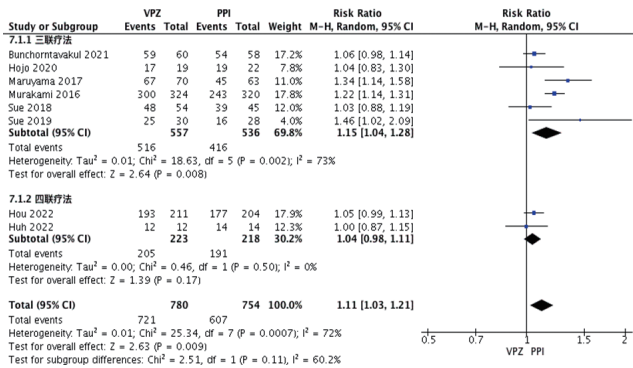 VPZ PPI Risk Ratio Risk Ratio
Study or Subgroup Events Total Events Total Weight M-H, Random, 95% CI M-H, Random, 95% CI
7.1.1 三联疗法
Bunchorntavakul 2021 59 60 54 58 17.2% 1.06 [0.98, 1.14]
Hojo 2020 17 19 19 22 7.3% 1.04 [0.83, 1.30]
Maruyama 2017 67 70 45 63 11.3% 1.34 [1.14, 1.58]
Murakami 2016 300 324 243 320 17.8% 1.22 [1.14, 1.31]
Sue 2018 48 54 39 45 11.8% 1.03 [0.88, 1.19]
Sue 2019 25 30 16 28 4.6% 1.46 [1.02, 2.09]
Subtotal (95% CI) 557 536 69.8% 1.15 [1.04, 1.28]
Total events 516 416
Heterogeneity: Tau² = 0.01; Chi² = 18.63, df = 5 (P = 0.002); I² = 73%
Test for overall effect: Z = 2.64 (P = 0.008)
7.1.2 四联疗法
Hou 2022 193 211 177 204 17.9% 1.05 [0.99, 1.13]
Huh 2022 12 12 14 14 12.4% 1.00 [0.87, 1.15]
Subtotal (95% CI) 223 218 30.2% 1.04 [0.98, 1.11]
Total events 205 191
Heterogeneity: Tau² = 0.00; Chi² = 0.46, df = 1 (P = 0.50); I² = 0%
Test for overall effect: Z = 1.39 (P = 0.17)
Total (95% CI) 780 754 100.0% 1.11 [1.03, 1.21]
Total events 721 607
Heterogeneity: Tau² = 0.01; Chi² = 25.34, df = 7 (P = 0.0007); I² = 72%
Test for overall effect: Z = 2.63 (P = 0.009)
Test for subgroup differences: Chi² = 2.51, df = 1 (P = 0.11), I² = 60.2%
0.5 0.7 1 1.5 2
VPZ PPI